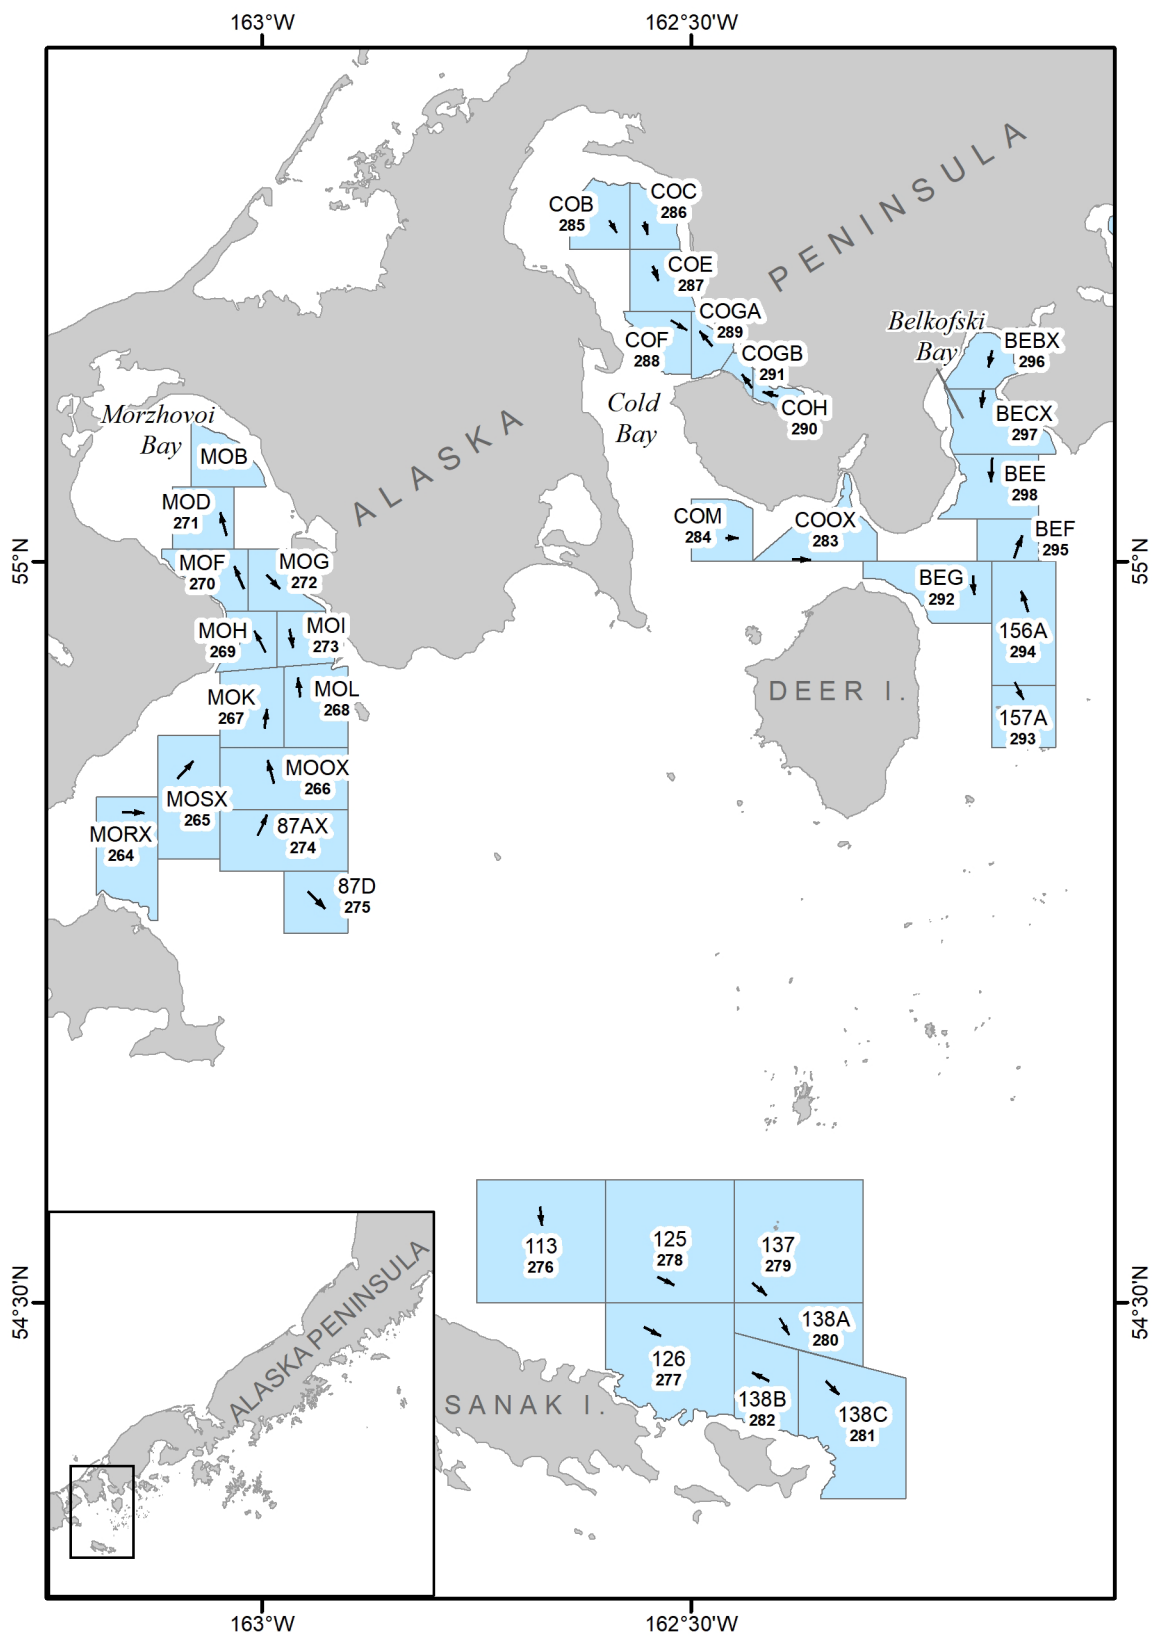 163°W
162°30'W
PENINSULA
COB
285
COC
286
COE
287
COGA
289
COF
288
COGB
291
COH
290
Belkofski
Bay
BEBX
296
BECX
297
BEE
298
BEF
295
Cold
Bay
Morzhovoi
Bay
ALASKA
MOB
MOD
271
MOF
270
MOG
272
MOH
269
MOI
273
MOK
267
MOL
268
MOOX
266
MOSX
265
MORX
264
87AX
274
87D
275
COM
284
COOX
283
BEG
292
156A
294
157A
293
DEER I.
55°N
55°N
113
276
125
278
137
279
138A
280
126
277
138B
282
138C
281
SANAK I.
54°30'N
54°30'N
ALASKA PENINSULA
163°W
162°30'W